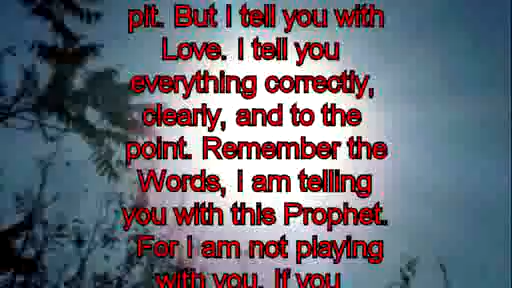 pit. But I tell you with
Love. I tell you
everything correctly,
clearly, and to the
point. Remember the
Words, I am telling
you with this Prophet.
For I am not playing
with you. If you